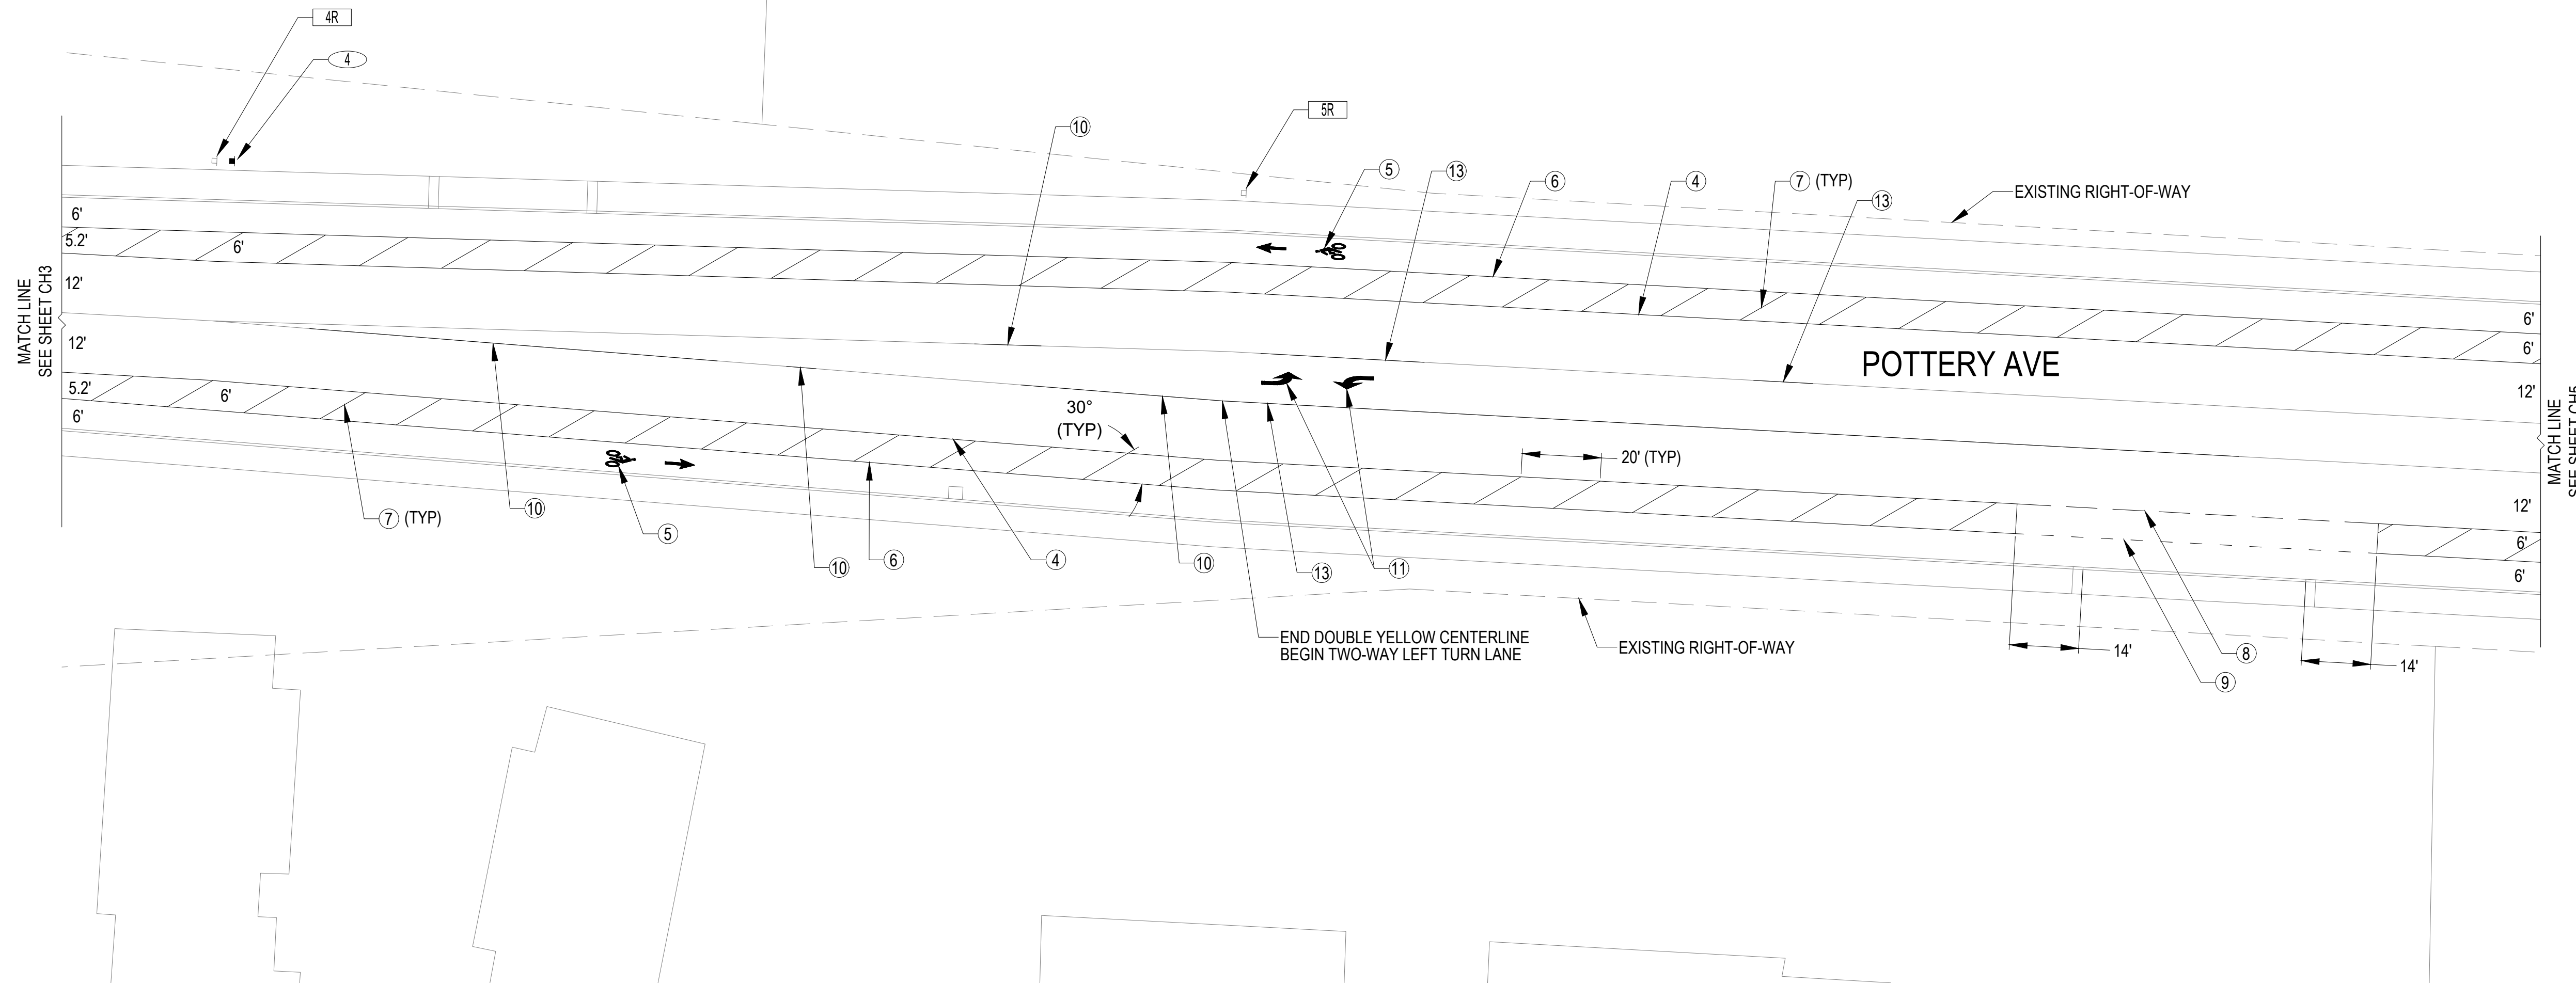 4R
4
5R
10
5
13
6
4
7 (TYP)
13
EXISTING RIGHT-OF-WAY
6'
5.2'
6'
12'
MATCH LINE
SEE SHEET CH3
12'
5.2'
6'
6'
POTTERY AVE
6'
6'
12'
MATCH LINE
SEE SHEET CH5
12'
6'
6'
30°
(TYP)
20' (TYP)
7 (TYP)
10
5
10
6
4
10
13
11
END DOUBLE YELLOW CENTERLINE
BEGIN TWO-WAY LEFT TURN LANE
EXISTING RIGHT-OF-WAY
14'
8
9
14'